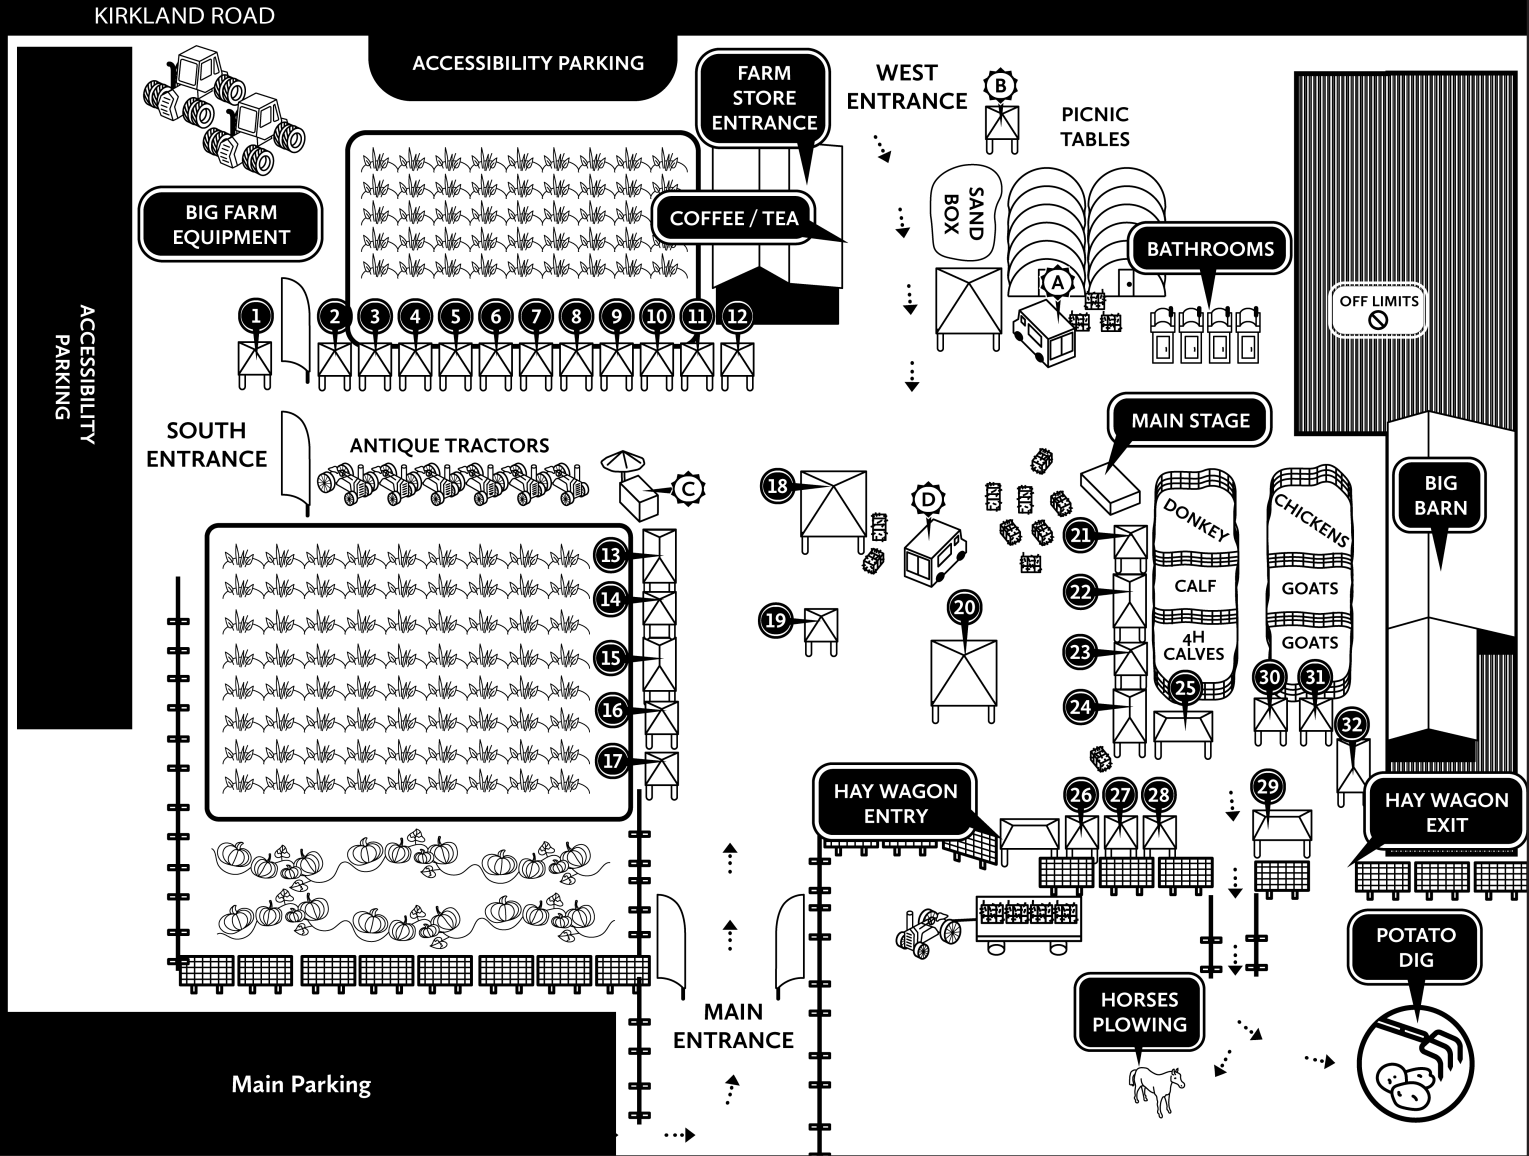 KIRKLAND ROAD
ACCESSIBILITY PARKING
FARM
STORE
ENTRANCE
WEST
ENTRANCE
B
PICNIC
TABLES
BIG FARM
EQUIPMENT
COFFEE / TEA
SAND
BOX
BATHROOMS
A
OFF LIMITS
ACCESSIBILITY
PARKING
1
2
3
4
5
6
7
8
9
10
11
12
SOUTH
ENTRANCE
ANTIQUE TRACTORS
C
MAIN STAGE
18
D
DONKEY
CHICKENS
BIG
BARN
13
14
15
16
17
19
20
21
22
23
24
CALF
GOATS
4H
CALVES
GOATS
25
30
31
32
HAY WAGON
ENTRY
26
27
28
29
HAY WAGON
EXIT
POTATO
DIG
HORSES
PLOWING
MAIN
ENTRANCE
Main Parking